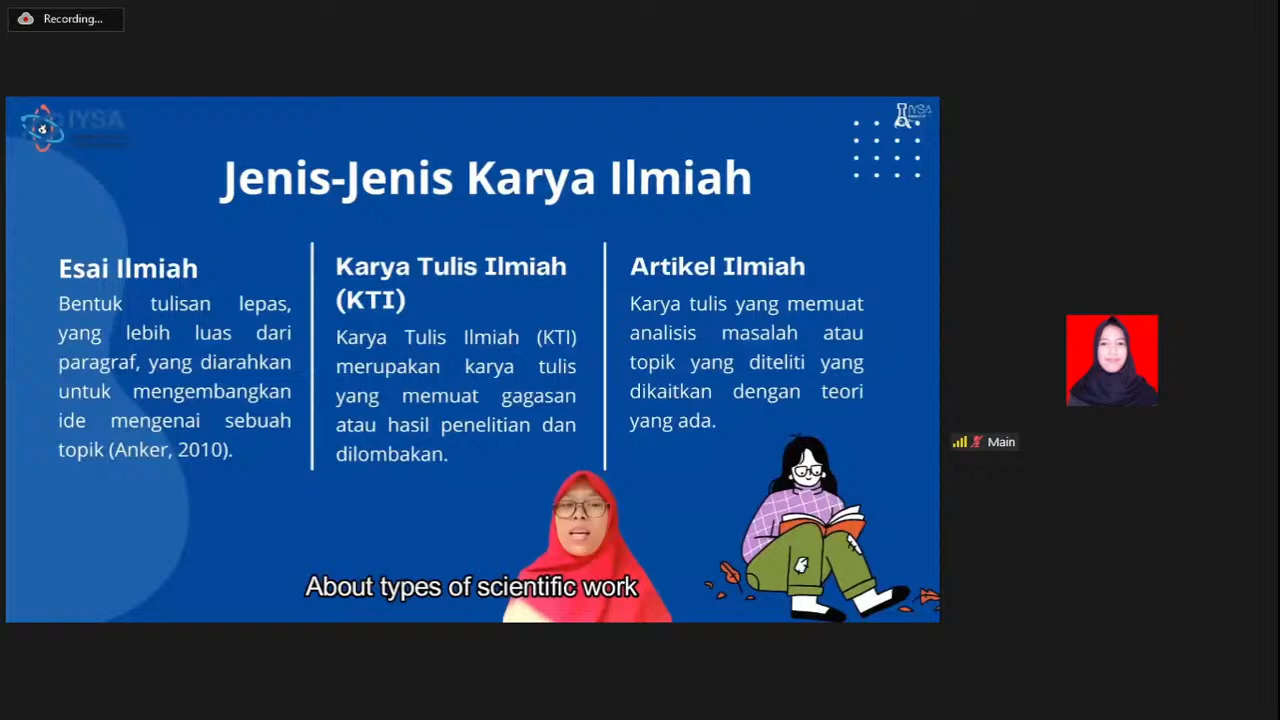 Recording...
IYSA
IYSA
Jenis-Jenis Karya Ilmiah
Esai Ilmiah
Bentuk tulisan lepas,
yang lebih luas dari
paragraf, yang diarahkan
untuk mengembangkan
ide mengenai sebuah
topik (Anker, 2010).
Karya Tulis Ilmiah
(KTI)
Karya Tulis Ilmiah (KTI)
merupakan karya tulis
yang memuat gagasan
atau hasil penelitian dan
dilombakan.
Artikel Ilmiah
Karya tulis yang memuat
analisis masalah atau
topik yang diteliti yang
dikaitkan dengan teori
yang ada.
About types of scientific work
Main